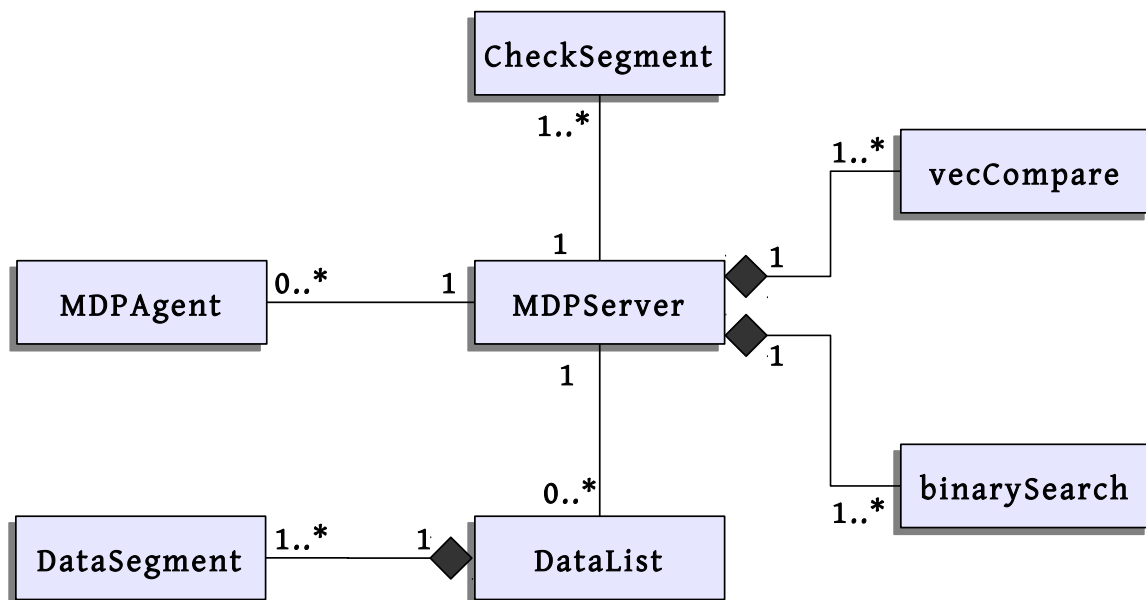 CheckSegment
1..*
1..*
vecCompare
1
1
MDPAgent
0..*
1
MDPServer
1
1
0..*
binarySearch
1..*
DataSegment
1..*
1
DataList